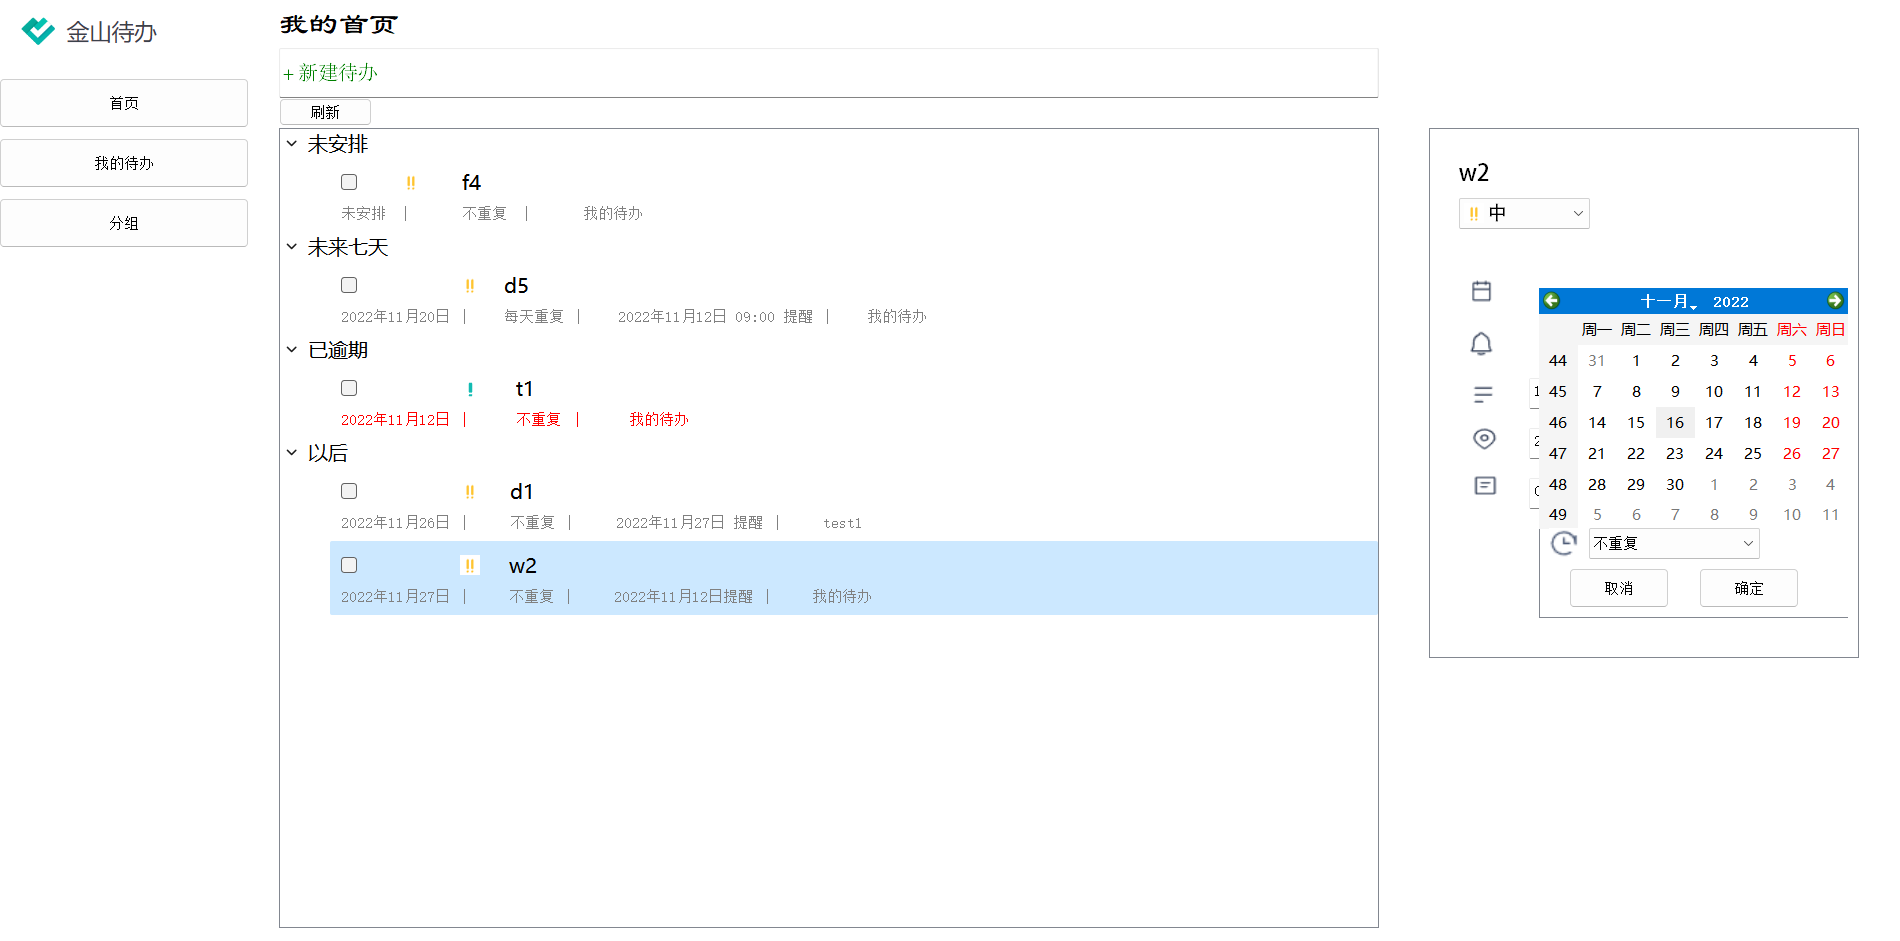 金山待办
首页
我的待办
分组
我的首页
+ 新建待办
刷新
未安排
f4
未安排 | 不重复 | 我的待办
未来七天
d5
2022年11月20日 | 每天重复 | 2022年11月12日 09:00 提醒 | 我的待办
已逾期
t1
2022年11月12日 | 不重复 | 我的待办
以后
d1
2022年11月26日 | 不重复 | 2022年11月27日 提醒 | test1
w2
2022年11月27日 | 不重复 | 2022年11月12日提醒 | 我的待办
w2
中
十一月 2022
周一 周二 周三 周四 周五 周六 周日
44 31 1 2 3 4 5 6
45 7 8 9 10 11 12 13
46 14 15 16 17 18 19 20
47 21 22 23 24 25 26 27
48 28 29 30 1 2 3 4
49 5 6 7 8 9 10 11
不重复
取消 确定